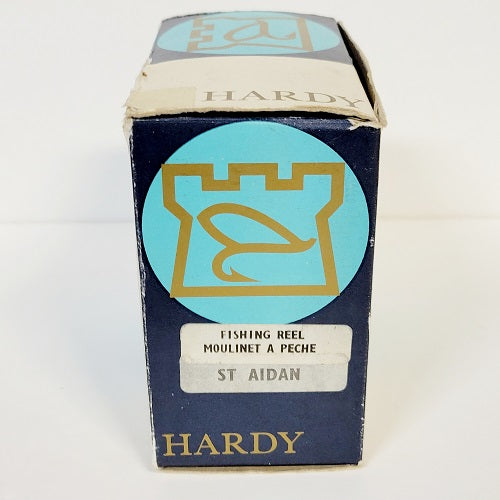 HARDY
FISHING REEL
MOULINET A PECHE
ST AIDAN
HARDY